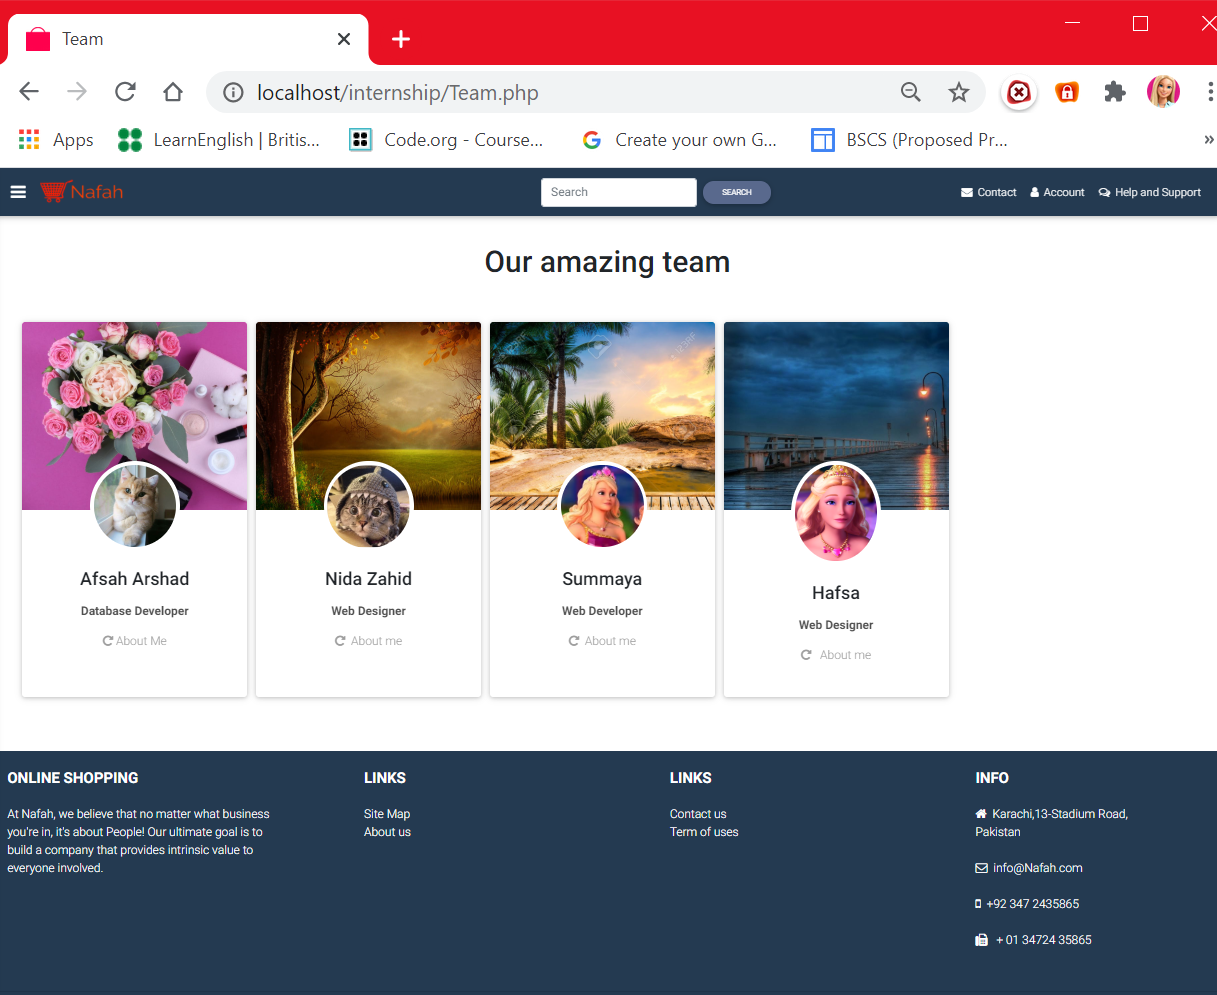 Team
localhost/internship/Team.php
Apps
LearnEnglish | Britis...
Code.org - Course...
Create your own G...
BSCS (Proposed Pr...
»
Nafah
Search
SEARCH
Contact
Account
Help and Support
Our amazing team
Afsah Arshad
Database Developer
About Me
Nida Zahid
Web Designer
About me
Summaya
Web Developer
About me
Hafsa
Web Designer
About me
ONLINE SHOPPING
At Nafah, we believe that no matter what business
you're in, it's about People! Our ultimate goal is to
build a company that provides intrinsic value to
everyone involved.
LINKS
Site Map
About us
LINKS
Contact us
Term of uses
INFO
Karachi,13-Stadium Road,
Pakistan
info@Nafah.com
+92 347 2435865
+ 01 34724 35865